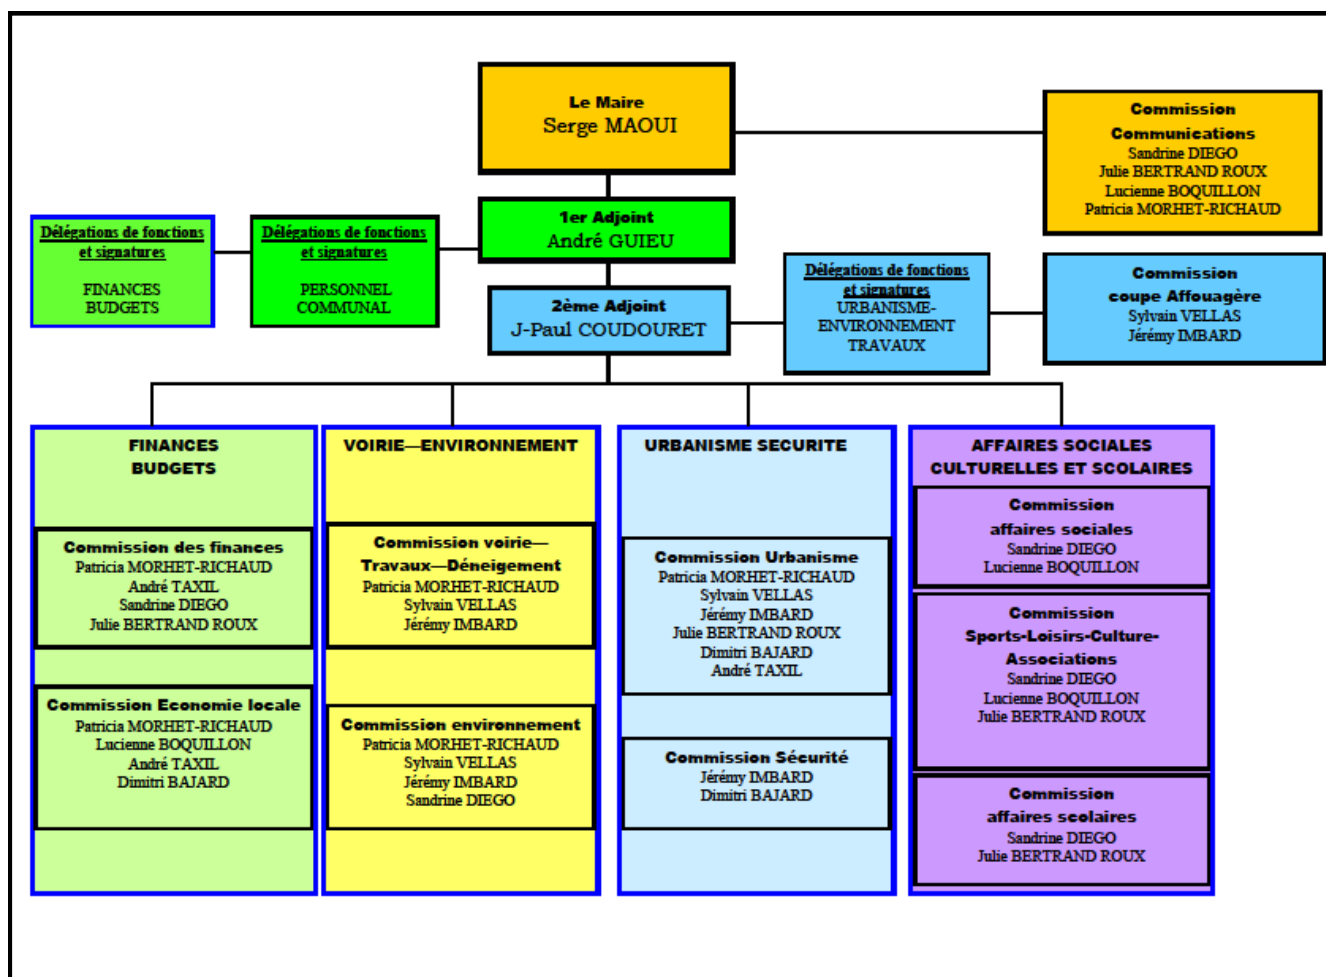 Le Maire
Serge MAOUI
Commission
Communications
Sandrine DIEGO
Julie BERTRAND ROUX
Lucienne BOQUILLON
Patricia MORHET-RICHAUD
1er Adjoint
André GUIEU
Délégations de fonctions
et signatures
FINANCES
BUDGETS
Délégations de fonctions
et signatures
PERSONNEL
COMMUNAL
2ème Adjoint
J-Paul COUDOURET
Délégations de fonctions
et signatures
URBANISME-
ENVIRONNEMENT
TRAVAUX
Commission
coupe Affouagère
Sylvain VELLAS
Jérémy IMBARD
FINANCES
BUDGETS
Commission des finances
Patricia MORHET-RICHAUD
André TAXIL
Sandrine DIEGO
Julie BERTRAND ROUX
Commission Economie locale
Patricia MORHET-RICHAUD
Lucienne BOQUILLON
André TAXIL
Dimitri BAJARD
VOIRIE—ENVIRONNEMENT
Commission voirie—
Travaux—Déneigement
Patricia MORHET-RICHAUD
Sylvain VELLAS
Jérémy IMBARD
Commission environnement
Patricia MORHET-RICHAUD
Sylvain VELLAS
Jérémy IMBARD
Sandrine DIEGO
URBANISME SECURITE
Commission Urbanisme
Patricia MORHET-RICHAUD
Sylvain VELLAS
Jérémy IMBARD
Julie BERTRAND ROUX
Dimitri BAJARD
André TAXIL
Commission Sécurité
Jérémy IMBARD
Dimitri BAJARD
AFFAIRES SOCIALES
CULTURELLES ET SCOLAIRES
Commission
affaires sociales
Sandrine DIEGO
Lucienne BOQUILLON
Commission
Sports-Loisirs-Culture-
Associations
Sandrine DIEGO
Lucienne BOQUILLON
Julie BERTRAND ROUX
Commission
affaires scolaires
Sandrine DIEGO
Julie BERTRAND ROUX